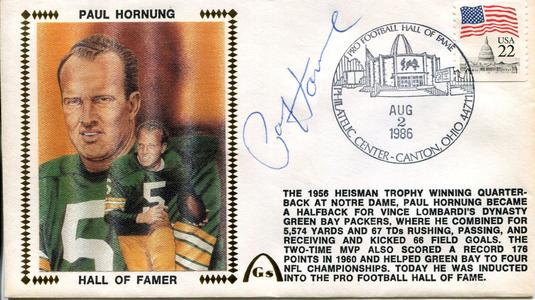 PAUL HORNUNG
5
5
HALL OF FAMER
PRO FOOTBALL HALL OF FAME
AUG
2
1986
PHILATELIC CENTER-CANTON, OHIO 44711
USA
22
Gs
THE 1956 HEISMAN TROPHY WINNING QUARTER-
BACK AT NOTRE DAME, PAUL HORNUNG BECAME
A HALFBACK FOR VINCE LOMBARDI'S DYNASTY
GREEN BAY PACKERS, WHERE HE COMBINED FOR
5,574 YARDS AND 67 TDs RUSHING, PASSING, AND
RECEIVING AND KICKED 66 FIELD GOALS. THE
TWO-TIME MVP ALSO SCORED A RECORD 176
POINTS IN 1960 AND HELPED GREEN BAY TO FOUR
NFL CHAMPIONSHIPS. TODAY HE WAS INDUCTED
INTO THE PRO FOOTBALL HALL OF FAME.